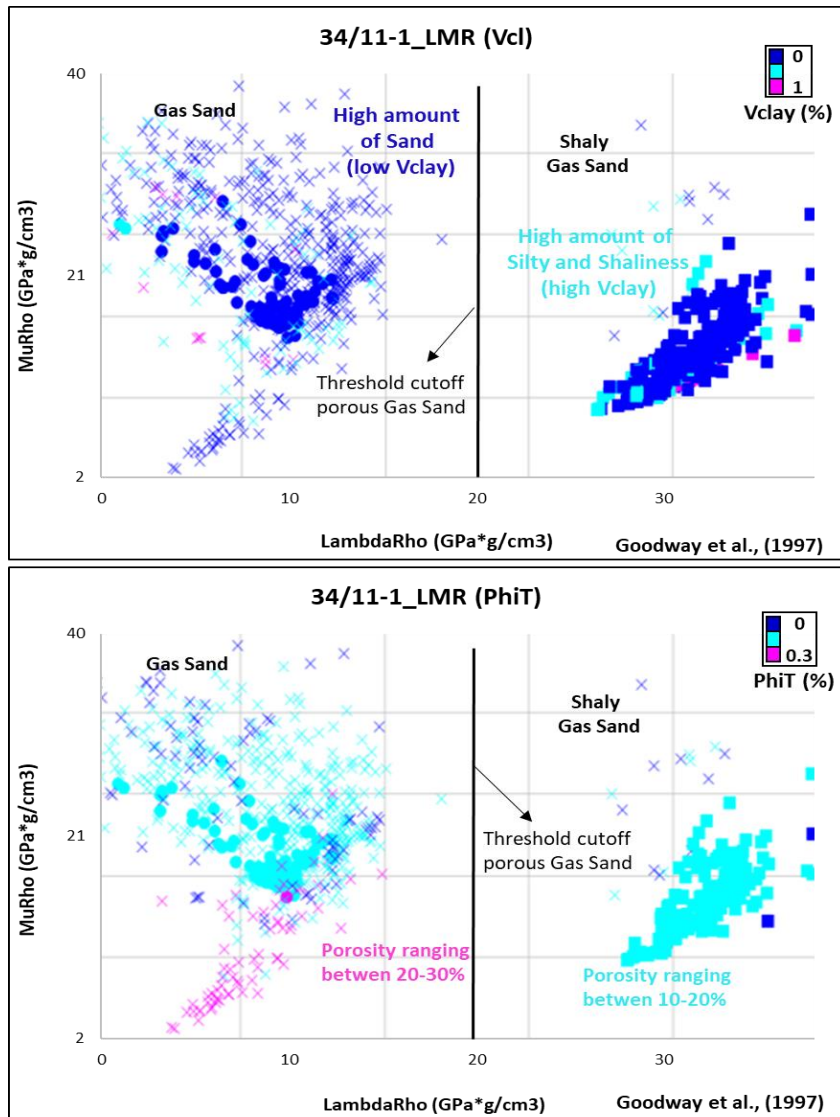 34/11-1_LMR (Vcl)
0
1
Vclay (%)
40
Gas Sand
High amount
of Sand
(low Vclay)
Shaly
Gas Sand
High amount of
Silty and Shaliness
(high Vclay)
MuRho (GPa*g/cm3)
21
Threshold cutoff
porous Gas Sand
2
0
10
20
30
LambdaRho (GPa*g/cm3)
Goodway et al., (1997)
34/11-1_LMR (PhiT)
0
0.3
PhiT (%)
40
Gas Sand
Shaly
Gas Sand
MuRho (GPa*g/cm3)
21
Threshold cutoff
porous Gas Sand
Porosity ranging
betwen 20-30%
Porosity ranging
betwen 10-20%
2
0
10
20
30
LambdaRho (GPa*g/cm3)
Goodway et al., (1997)